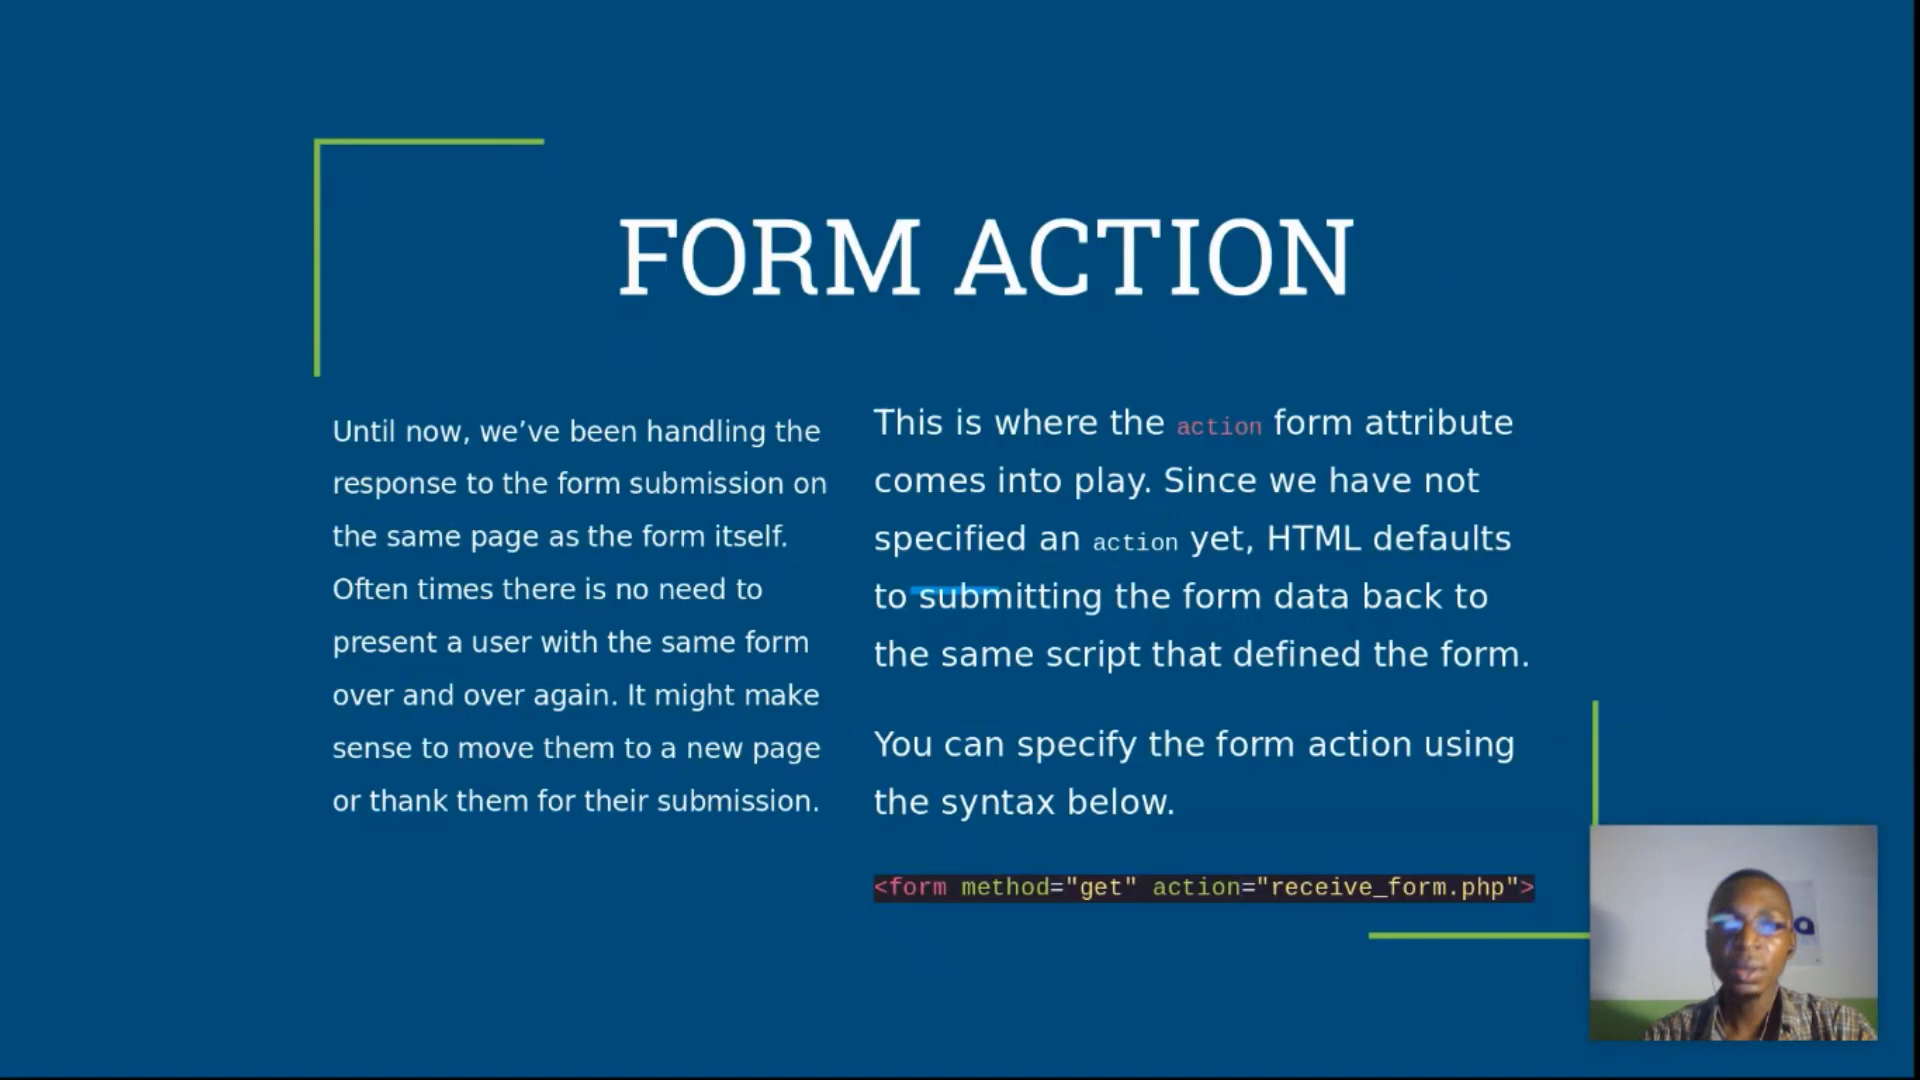 FORM ACTION
Until now, we’ve been handling the
response to the form submission on
the same page as the form itself.
Often times there is no need to
present a user with the same form
over and over again. It might make
sense to move them to a new page
or thank them for their submission.
This is where the action form attribute
comes into play. Since we have not
specified an action yet, HTML defaults
to submitting the form data back to
the same script that defined the form.
You can specify the form action using
the syntax below.
<form method="get" action="receive_form.php">
a